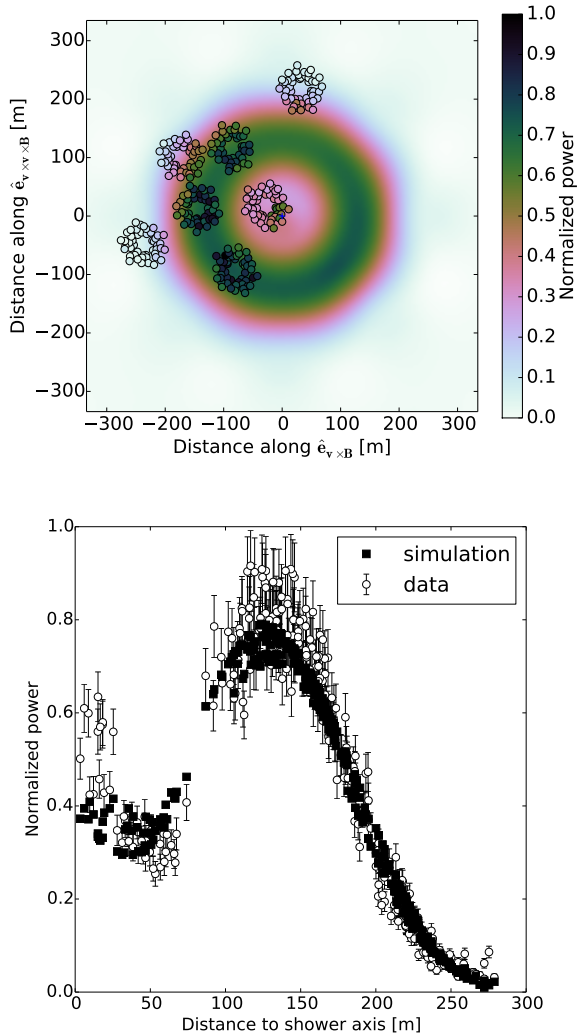 300
200
100
0
−100
−200
−300
Distance along ê_{v×v×B} [m]
−300 −200 −100 0 100 200 300
Distance along ê_{v×B} [m]
1.0
0.9
0.8
0.7
0.6
0.5
0.4
0.3
0.2
0.1
0.0
Normalized power
1.0
0.8
0.6
0.4
0.2
0.0
Normalized power
simulation
data
0 50 100 150 200 250 300
Distance to shower axis [m]